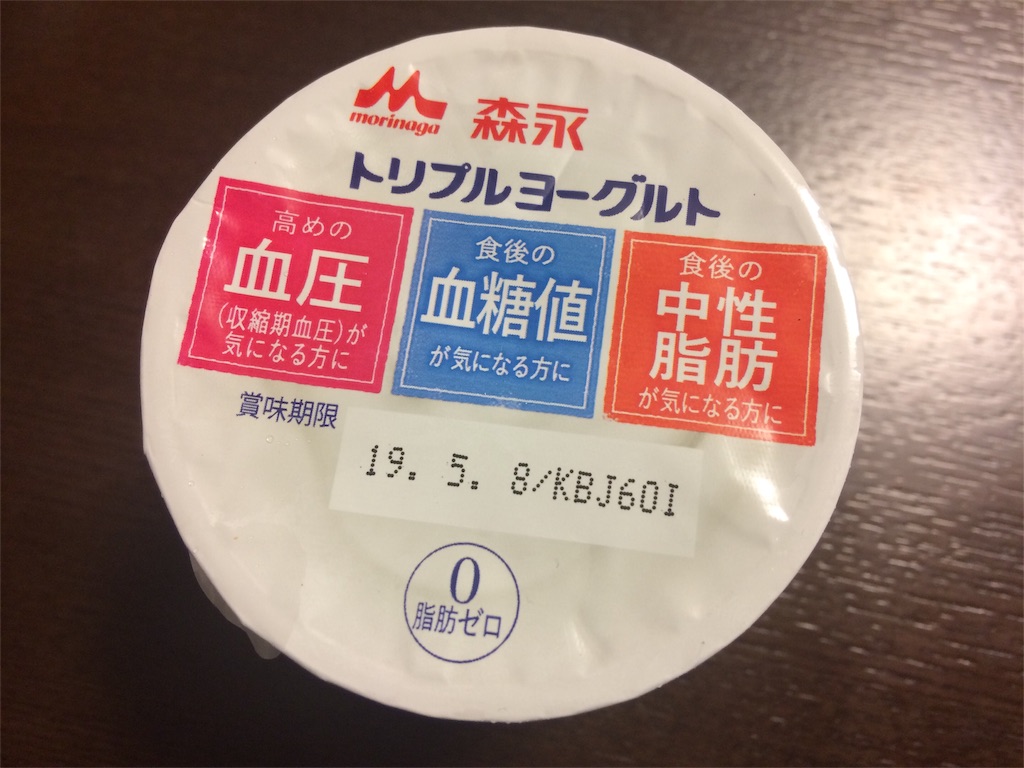 morinaga 森永
トリプルヨーグルト
高めの
血圧
(収縮期血圧)が
気になる方に
食後の
血糖値
が気になる方に
食後の
中性
脂肪
が気になる方に
賞味期限
19. 5. 8/KBJ60I
0
脂肪ゼロ